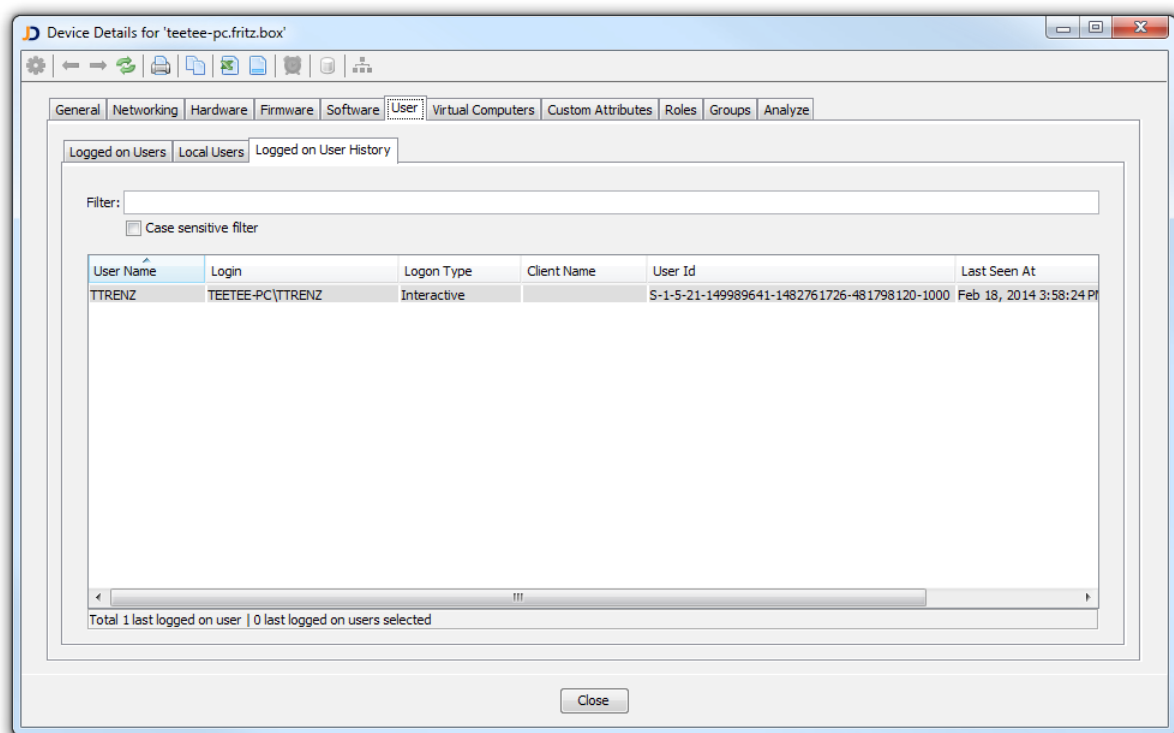 Device Details for 'teetee-pc.fritz.box'
General Networking Hardware Firmware Software User Virtual Computers Custom Attributes Roles Groups Analyze
Logged on Users Local Users Logged on User History
Filter:
Case sensitive filter
User Name Login Logon Type Client Name User Id Last Seen At
TTRENZ TEETEE-PC\TTRENZ Interactive S-1-5-21-149989641-1482761726-481798120-1000 Feb 18, 2014 3:58:24 PM
Total 1 last logged on user | 0 last logged on users selected
Close